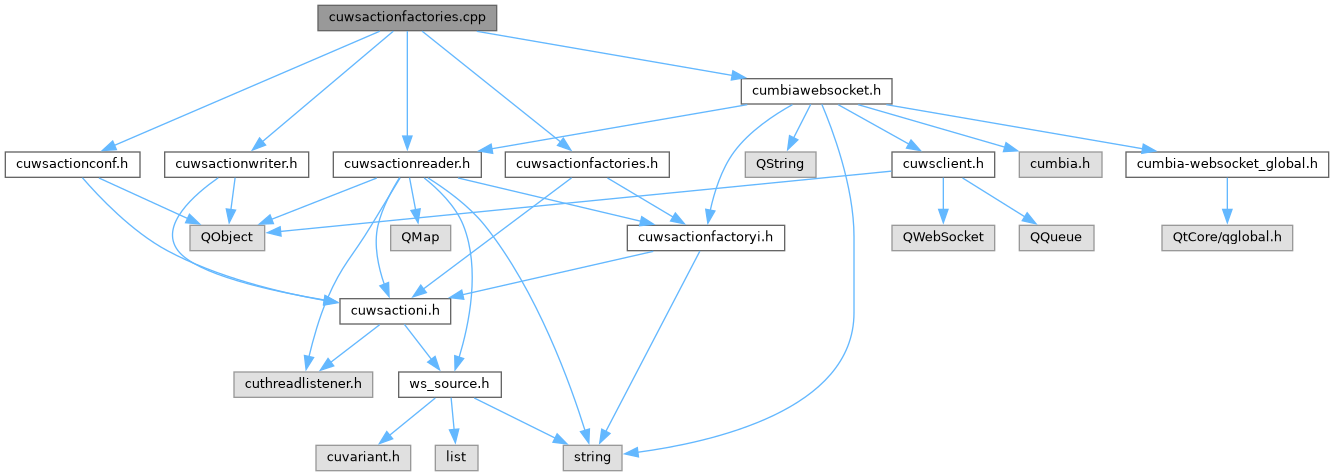 cuwsactionfactories.cpp
cumbiawebsocket.h
cuwsactionconf.h
cuwsactionwriter.h
cuwsactionreader.h
cuwsactionfactories.h
QString
cuwsclient.h
cumbia.h
cumbia-websocket_global.h
QObject
QMap
cuwsactionfactoryi.h
QWebSocket
QQueue
QtCore/qglobal.h
cuwsactioni.h
cuthreadlistener.h
ws_source.h
cuvariant.h
list
string